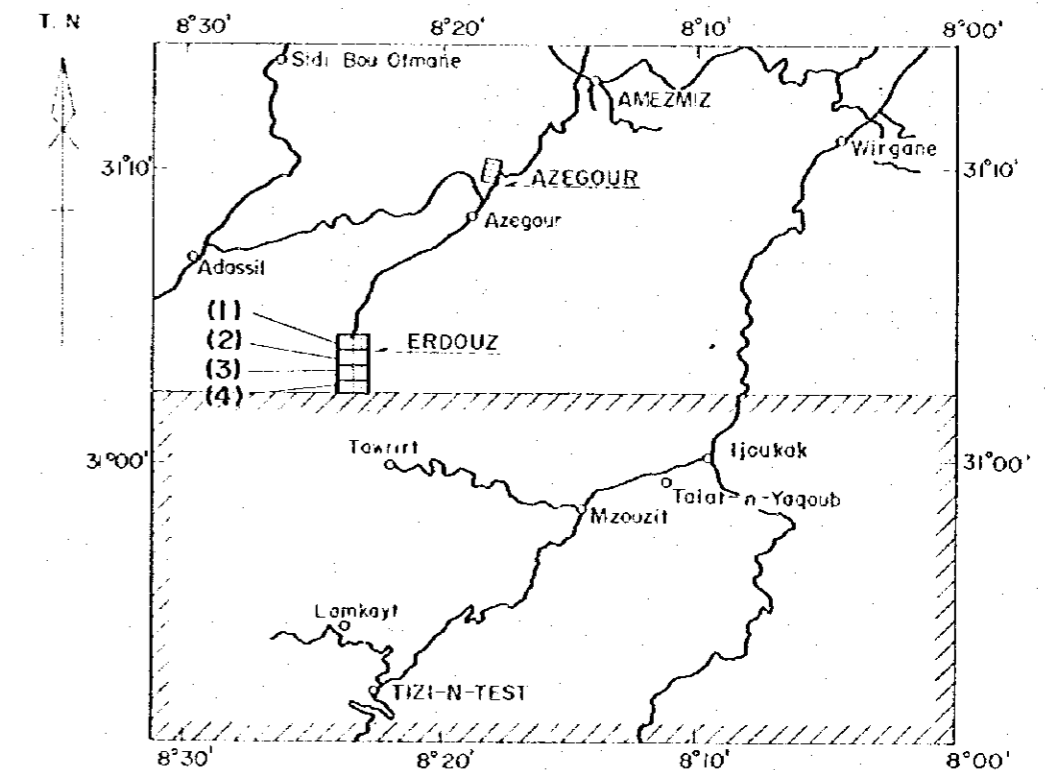 T. N
8°30' 8°20' 8°10' 8°00'
Sidi Bou Otmane
AMEZMIZ
Wirgane
31°10' 31°10'
AZEGOUR
Azegour
Adassil
(1)
(2) ERDOUZ
(3)
(4)
Tawrirt Ijoukak
31°00' 31°00'
Talat-n-Yaqoub
Mzouzit
Lamkayt
TIZI-N-TEST
8°30' 8°20' 8°10' 8°00'